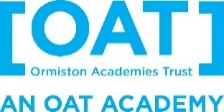 [OAT]
Ormiston Academies Trust
AN OAT ACADEMY